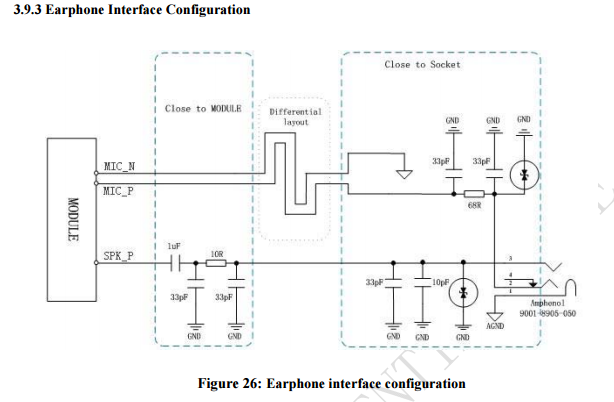 3.9.3 Earphone Interface Configuration
Close to Socket
Close to MODULE
Differential
layout
GND
GND
GND
33pF
33pF
MIC_N
MIC_P
68R
MODULE
SPK_P
1uF
10R
3
4
2
1
33pF
33pF
33pF
10pF
Amphenol
9001-8905-050
AGND
GND
GND
GND
GND
GND
Figure 26: Earphone interface configuration